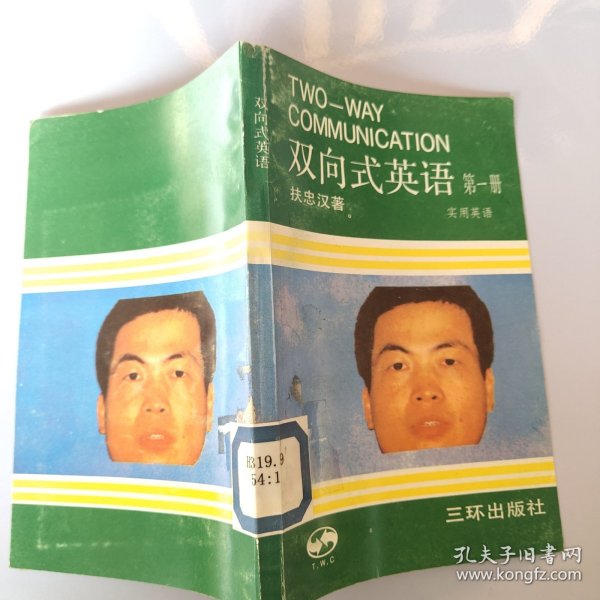 TWO-WAY
COMMUNICATION
双向式英语 第一册
扶忠汉著。
实用英语
双向式英语
H319.9
54:1
三环出版社
T.W.C
孔夫子旧书网
www.kongfz.com